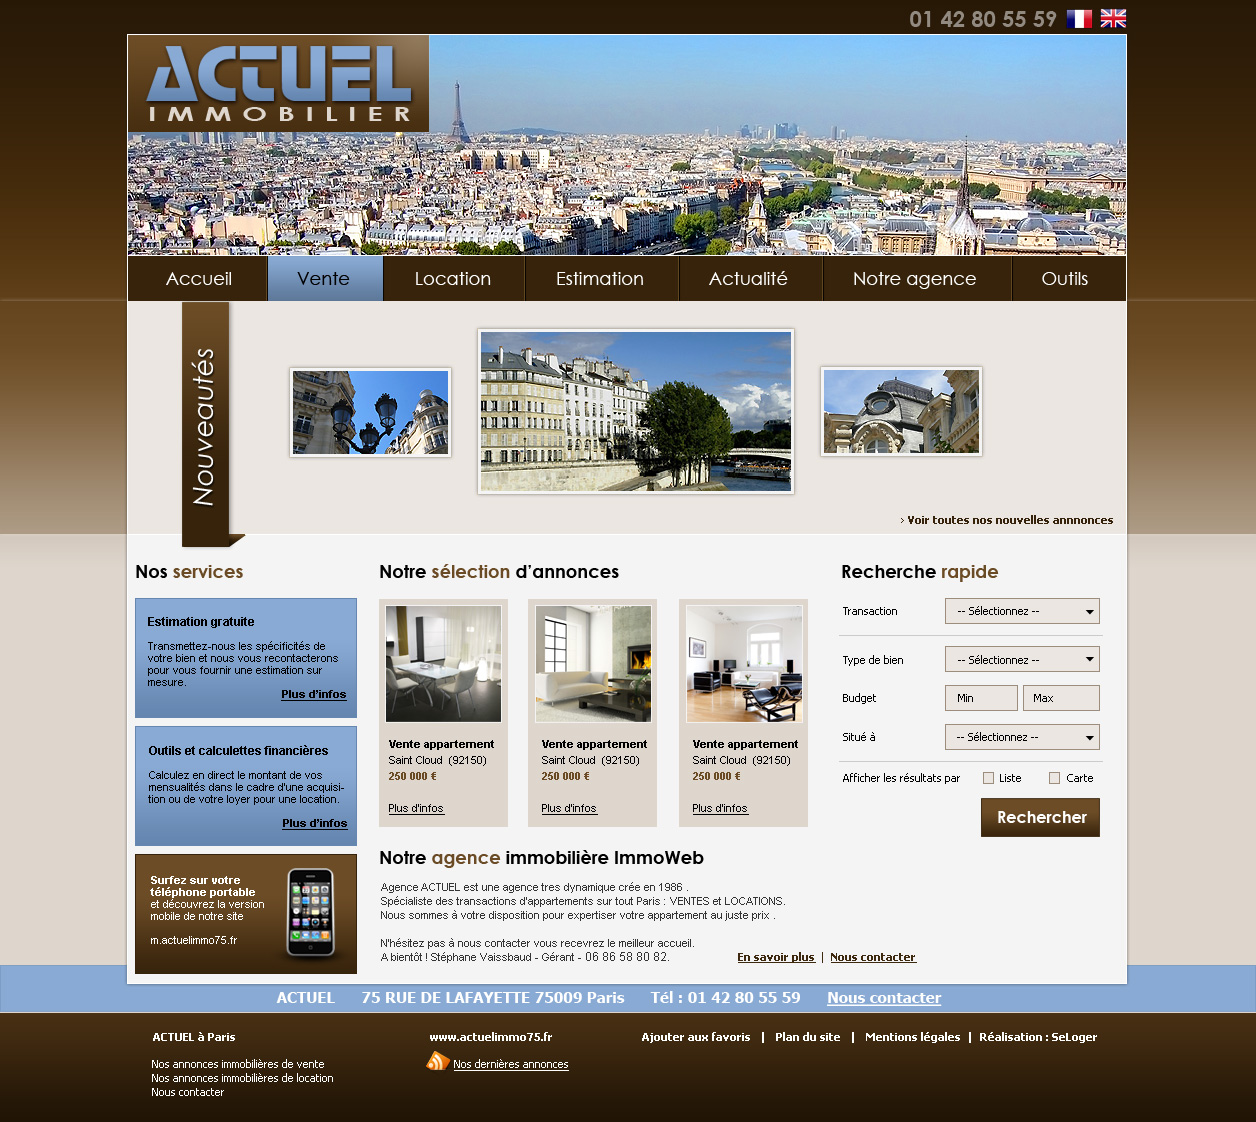 01 42 80 55 59
ACTUEL
IMMOBILIER
Accueil
Vente
Location
Estimation
Actualité
Notre agence
Outils
Nouveautés
› Voir toutes nos nouvelles annnonces
Nos services
Estimation gratuite
Transmettez-nous les spécificités de
votre bien et nous vous recontacterons
pour vous fournir une estimation sur
mesure.
Plus d'infos
Outils et calculettes financières
Calculez en direct le montant de vos
mensualités dans le cadre d'une acquisi-
tion ou de votre loyer pour une location.
Plus d'infos
Surfez sur votre
téléphone portable
et découvrez la version
mobile de notre site
m.actuelimmo75.fr
Notre sélection d'annonces
Vente appartement
Saint Cloud (92150)
250 000 €
Plus d'infos
Vente appartement
Saint Cloud (92150)
250 000 €
Plus d'infos
Vente appartement
Saint Cloud (92150)
250 000 €
Plus d'infos
Recherche rapide
Transaction -- Sélectionnez --
Type de bien -- Sélectionnez --
Budget Min Max
Situé à -- Sélectionnez --
Afficher les résultats par Liste Carte
Rechercher
Notre agence immobilière ImmoWeb
Agence ACTUEL est une agence tres dynamique crée en 1986 .
Spécialiste des transactions d'appartements sur tout Paris : VENTES et LOCATIONS.
Nous sommes à votre disposition pour expertiser votre appartement au juste prix .
N'hésitez pas à nous contacter vous recevrez le meilleur accueil.
A bientôt ! Stéphane Vaissbaud - Gérant - 06 86 58 80 82.
En savoir plus | Nous contacter
ACTUEL 75 RUE DE LAFAYETTE 75009 Paris Tél : 01 42 80 55 59 Nous contacter
ACTUEL à Paris
Nos annonces immobilières de vente
Nos annonces immobilières de location
Nous contacter
www.actuelimmo75.fr
Nos dernières annonces
Ajouter aux favoris | Plan du site | Mentions légales | Réalisation : SeLoger